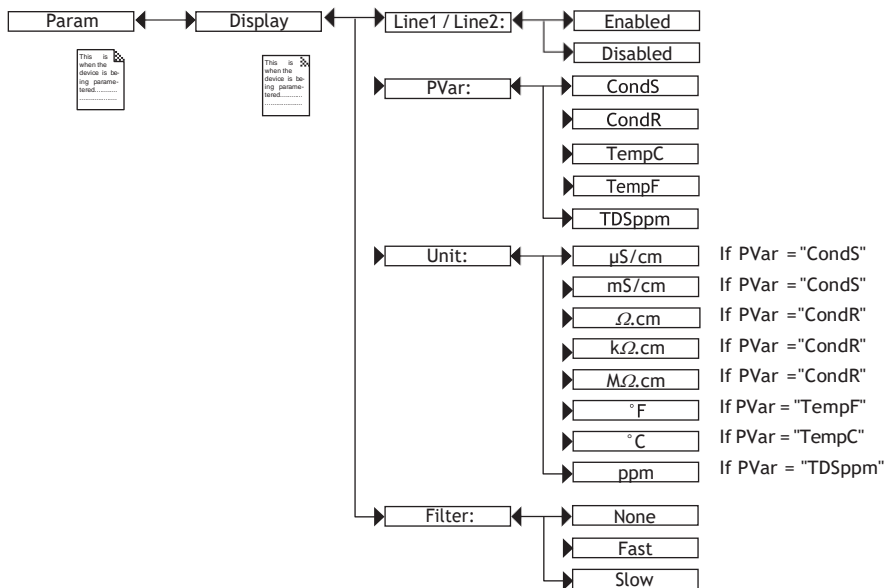 Param
Display
Line1 / Line2:
Enabled
Disabled
This is
when the
device is be-
ing parame-
tered...........
....................
This is
when the
device is be-
ing parame-
tered...........
....................
PVar:
CondS
CondR
TempC
TempF
TDSppm
Unit:
µS/cm If PVar ="CondS"
mS/cm If PVar ="CondS"
Ω.cm If PVar ="CondR"
kΩ.cm If PVar ="CondR"
MΩ.cm If PVar ="CondR"
°F If PVar = "TempF"
°C If PVar = "TempC"
ppm If PVar = "TDSppm"
Filter:
None
Fast
Slow